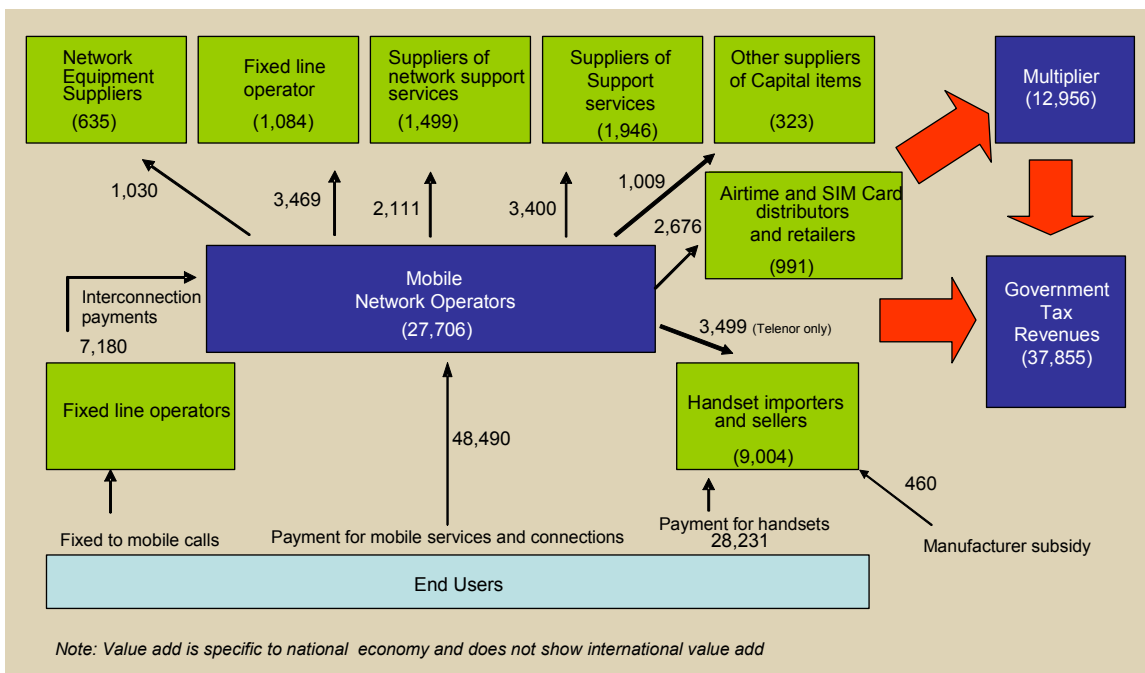 Network
Equipment
Suppliers
(635)
Fixed line
operator
(1,084)
Suppliers of
network support
services
(1,499)
Suppliers of
Support
services
(1,946)
Other suppliers
of Capital items
(323)
Multiplier
(12,956)
1,030
3,469
2,111
3,400
1,009
2,676
Airtime and SIM Card
distributors
and retailers
(991)
Mobile
Network Operators
(27,706)
Interconnection
payments
7,180
3,499 (Telenor only)
Government
Tax
Revenues
(37,855)
Fixed line operators
48,490
Handset importers
and sellers
(9,004)
460
Fixed to mobile calls
Payment for mobile services and connections
Payment for handsets
28,231
Manufacturer subsidy
End Users
Note: Value add is specific to national economy and does not show international value add